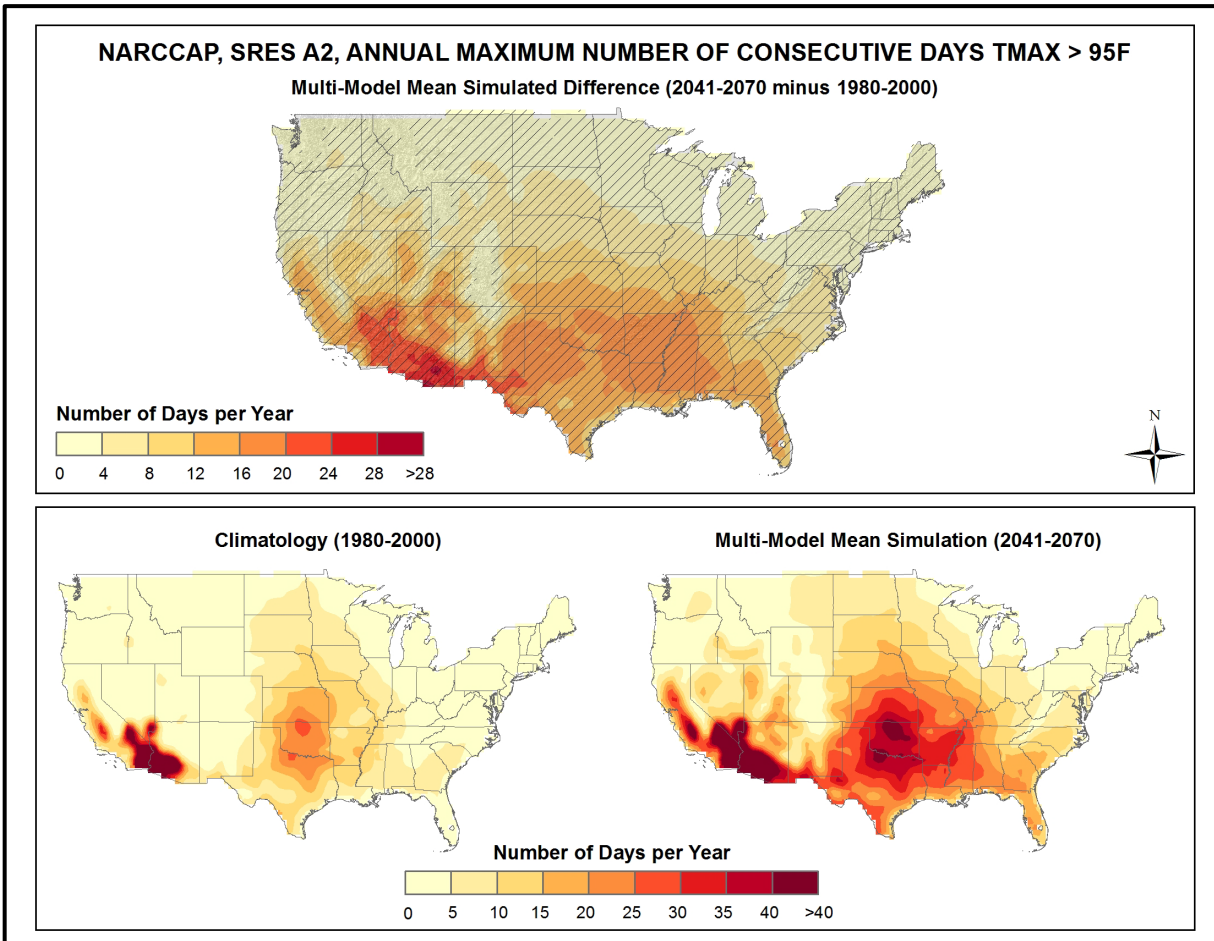 NARCCAP, SRES A2, ANNUAL MAXIMUM NUMBER OF CONSECUTIVE DAYS TMAX > 95F
Multi-Model Mean Simulated Difference (2041-2070 minus 1980-2000)
Number of Days per Year
0 4 8 12 16 20 24 28 >28
N
Climatology (1980-2000)
Multi-Model Mean Simulation (2041-2070)
Number of Days per Year
0 5 10 15 20 25 30 35 40 >40